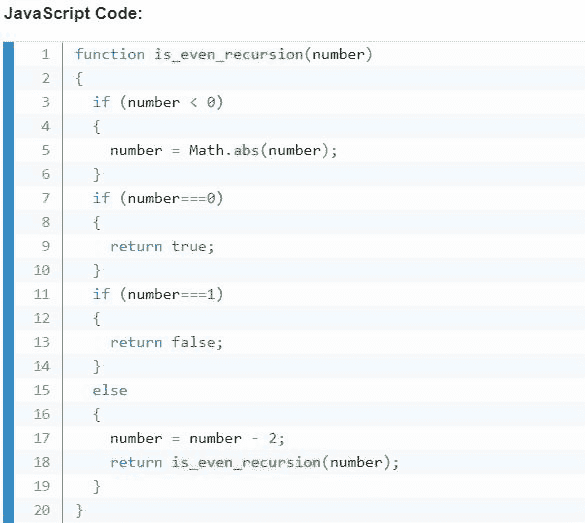 JavaScript Code:
1 function is_even_recursion(number)
2 {
3 if (number < 0)
4 {
5 number = Math.abs(number);
6 }
7 if (number===0)
8 {
9 return true;
10 }
11 if (number===1)
12 {
13 return false;
14 }
15 else
16 {
17 number = number - 2;
18 return is_even_recursion(number);
19 }
20 }